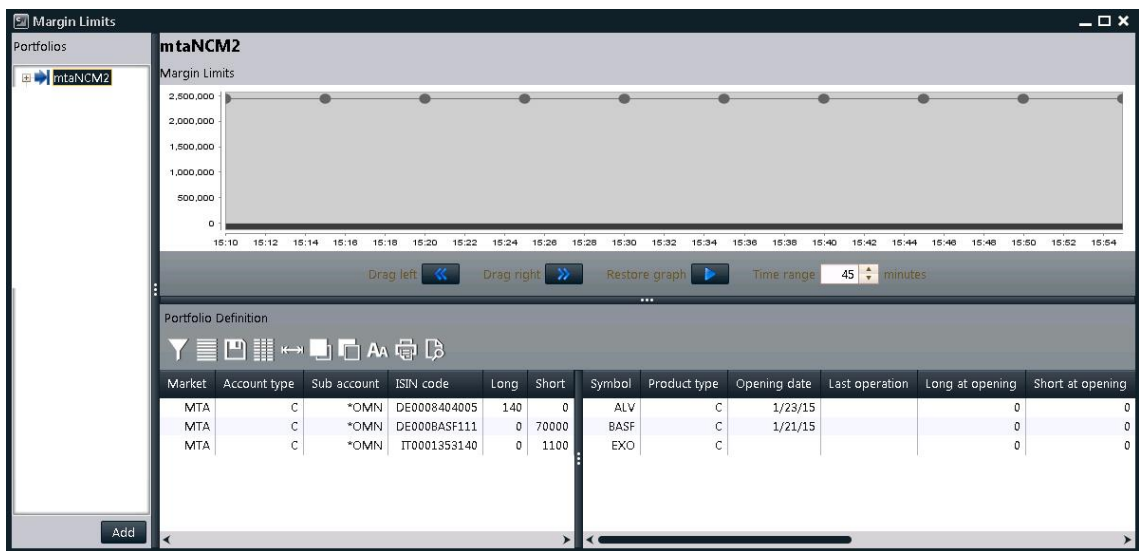 Margin Limits
Portfolios
mtaNCM2
mtaNCM2
Margin Limits
2,500,000
2,000,000
1,500,000
1,000,000
500,000
0
15:10 15:12 15:14 15:16 15:18 15:20 15:22 15:24 15:26 15:28 15:30 15:32 15:34 15:36 15:38 15:40 15:42 15:44 15:46 15:48 15:50 15:52 15:54
Drag left Drag right Restore graph Time range 45 minutes
Portfolio Definition
AA
Market Account type Sub account ISIN code Long Short Symbol Product type Opening date Last operation Long at opening Short at opening
MTA C *OMN DE0008404005 140 0 ALV C 1/23/15 0 0
MTA C *OMN DE000BASF111 0 70000 BASF C 1/21/15 0 0
MTA C *OMN IT0001353140 0 1100 EXO C 0 0
Add